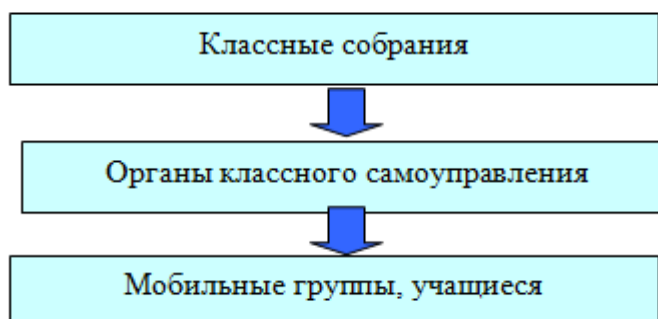 Классные собрания
Органы классного самоуправления
Мобильные группы, учащиеся